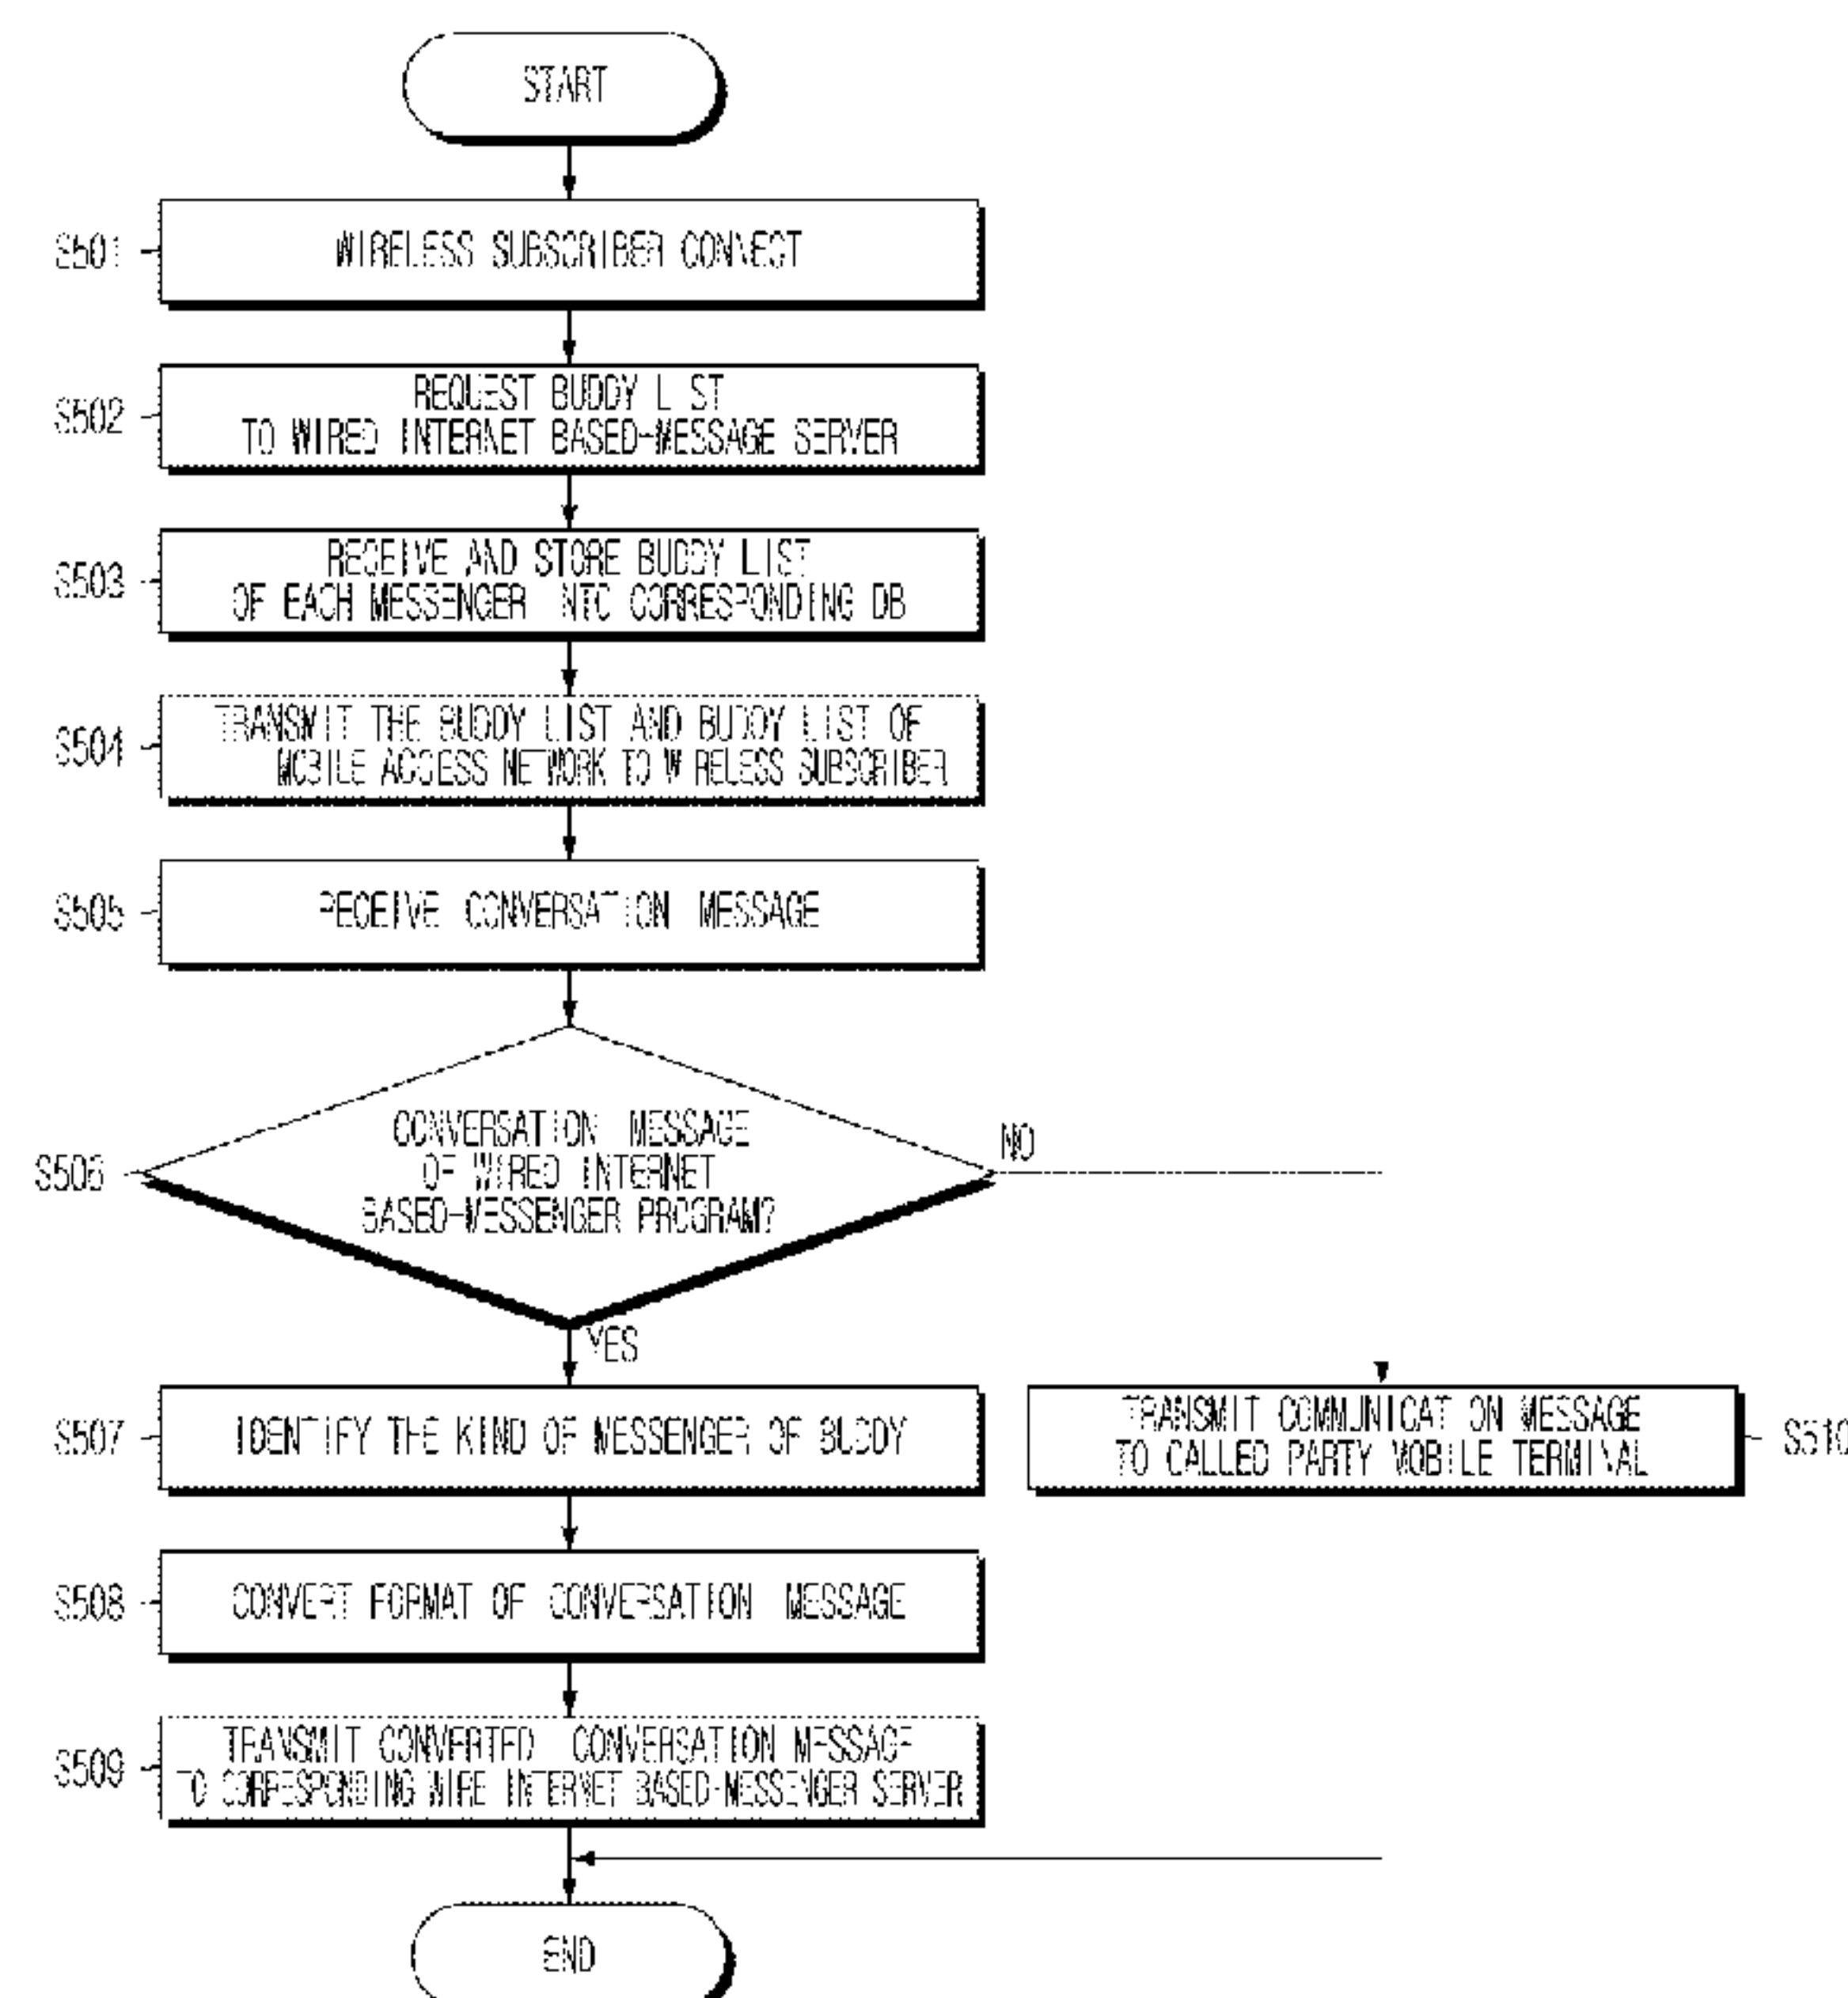 START
S501
WIRELESS SUBSCRIBER CONNECT
S502
REQUEST BUDDY LIST
TO WIRED INTERNET BASED-MESSAGE SERVER
S503
RECEIVE AND STORE BUDDY LIST
OF EACH MESSENGER INTO CORRESPONDING DB
S504
TRANSMIT THE BUDDY LIST AND BUDDY LIST OF
MOBILE ACCESS NETWORK TO WIRELESS SUBSCRIBER
S505
RECEIVE CONVERSATION MESSAGE
S506
CONVERSATION MESSAGE
OF WIRED INTERNET
BASED-MESSENGER PROGRAM?
NO
YES
S507
IDENTIFY THE KIND OF MESSENGER OF BUDDY
TRANSMIT COMMUNICATION MESSAGE
TO CALLED PARTY MOBILE TERMINAL
S510
S508
CONVERT FORMAT OF CONVERSATION MESSAGE
S509
TRANSMIT CONVERTED CONVERSATION MESSAGE
TO CORRESPONDING WIRE INTERNET BASED-MESSENGER SERVER
END